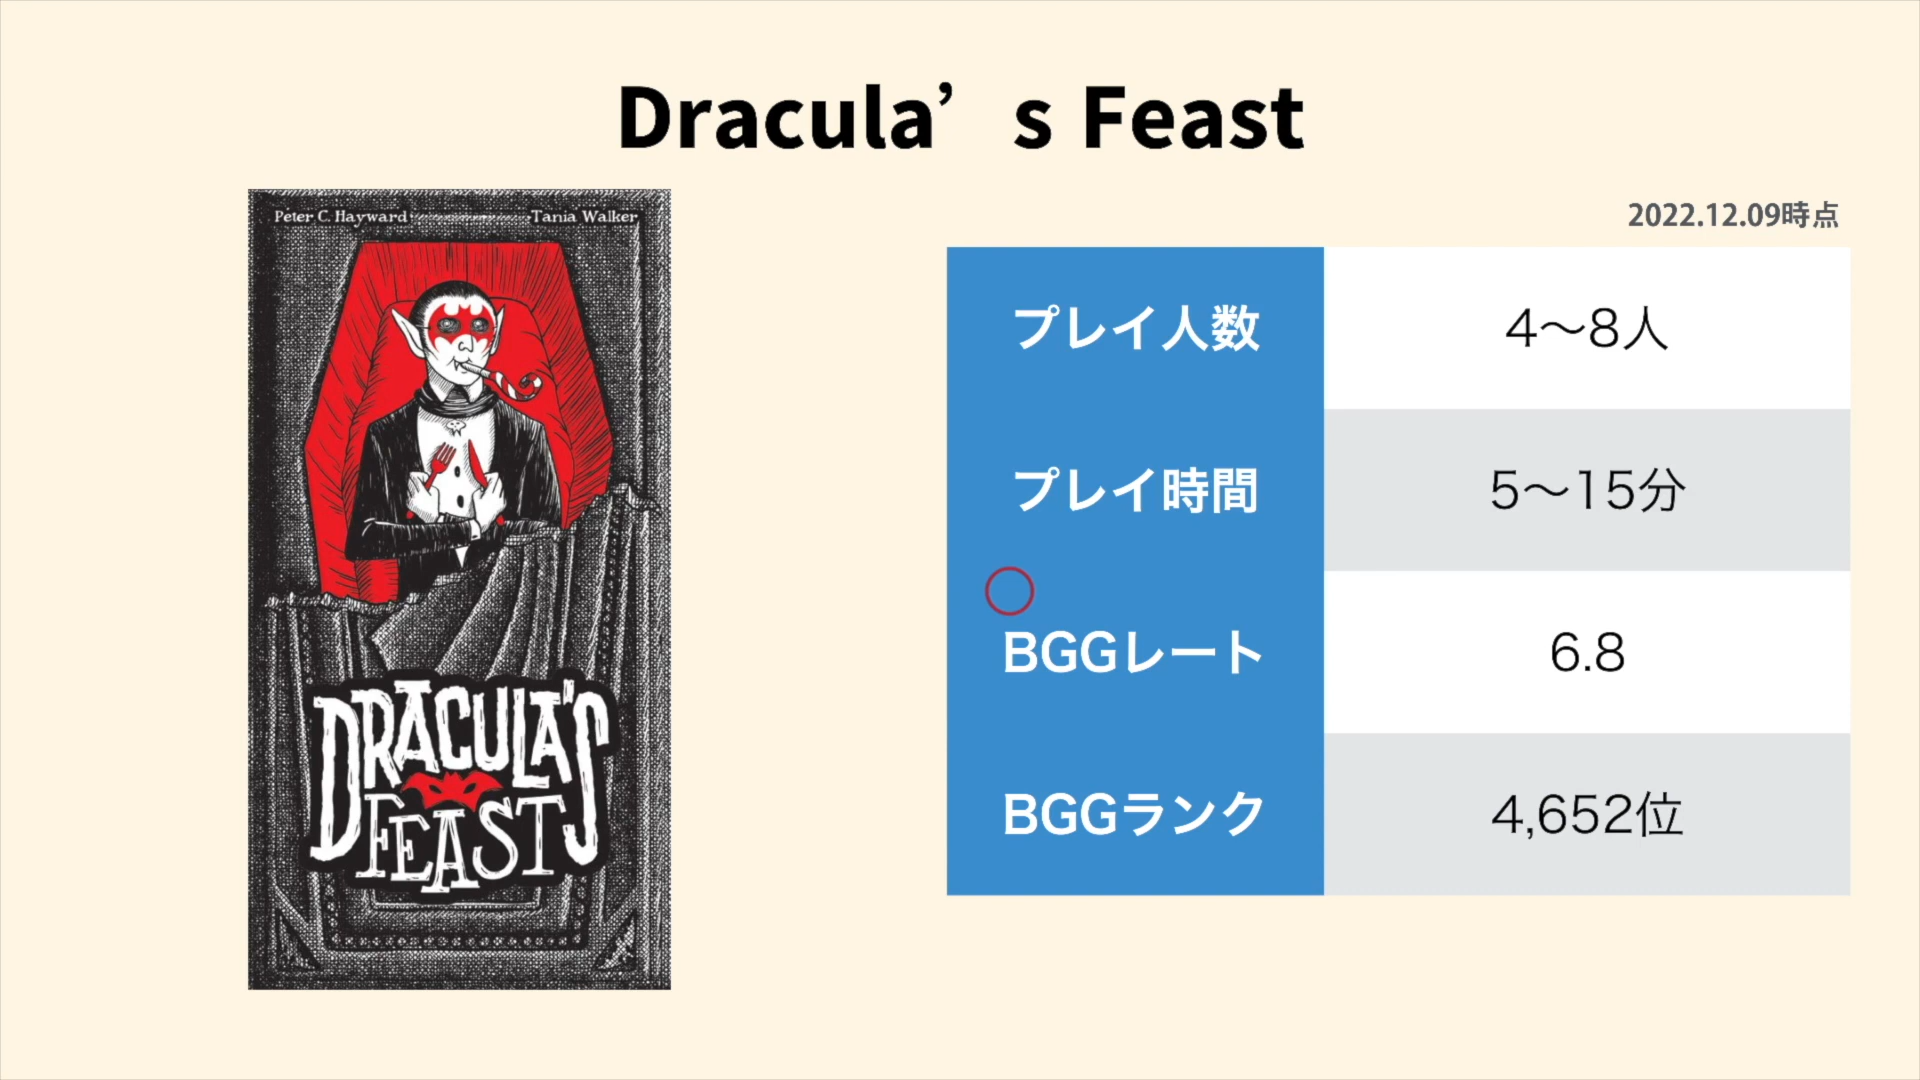 Dracula’s Feast
Peter C. Hayward
Tania Walker
DRACULA'S
FEAST
2022.12.09時点
プレイ人数
4〜8人
プレイ時間
5〜15分
BGGレート
6.8
BGGランク
4,652位